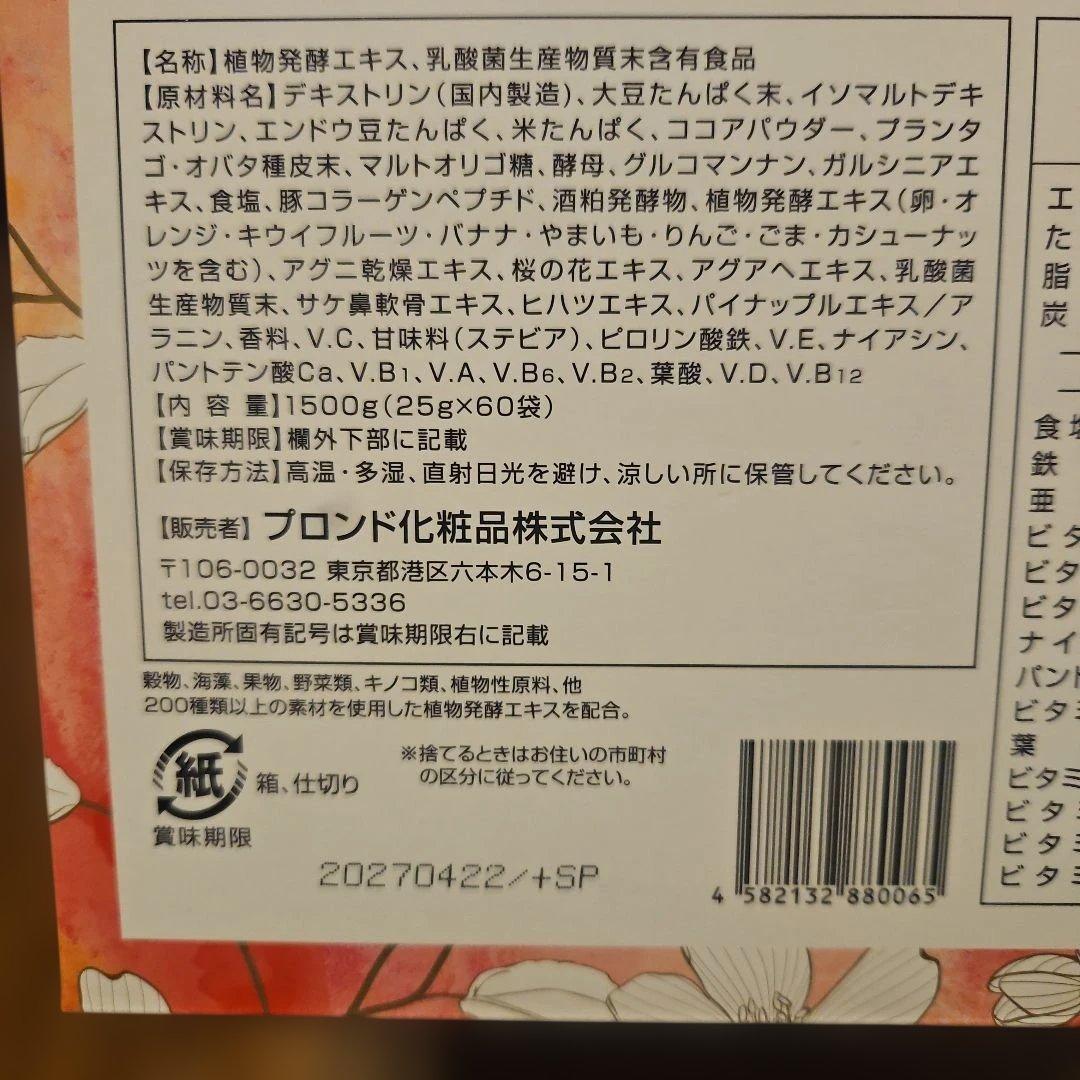 【名称】植物発酵エキス、乳酸菌生産物質末含有食品
【原材料名】デキストリン(国内製造)、大豆たんぱく末、イソマルトデキ
ストリン、エンドウ豆たんぱく、米たんぱく、ココアパウダー、プランタ
ゴ・オバタ種皮末、マルトオリゴ糖、酵母、グルコマンナン、ガルシニアエ
キス、食塩、豚コラーゲンペプチド、酒粕発酵物、植物発酵エキス(卵・オ
レンジ・キウイフルーツ・バナナ・やまいも・りんご・ごま・カシューナッ
ツを含む)、アグニ乾燥エキス、桜の花エキス、アグアヘエキス、乳酸菌
生産物質末、サケ鼻軟骨エキス、ヒハツエキス、パイナップルエキス/ア
ラニン、香料、V.C、甘味料(ステビア)、ピロリン酸鉄、V.E、ナイアシン、
パントテン酸Ca、V.B1、V.A、V.B6、V.B2、葉酸、V.D、V.B12
【内 容 量】1500g(25g×60袋)
【賞味期限】欄外下部に記載
【保存方法】高温・多湿、直射日光を避け、涼しい所に保管してください。
【販売者】プロンド化粧品株式会社
〒106-0032 東京都港区六本木6-15-1
tel.03-6630-5336
製造所固有記号は賞味期限右に記載
穀物、海藻、果物、野菜類、キノコ類、植物性原料、他
200種類以上の素材を使用した植物発酵エキスを配合。
紙
箱、仕切り
※捨てるときはお住いの市町村
の区分に従ってください。
賞味期限
20270422/+SP
4 582132 880065
エ
た
脂
炭
食塩
鉄
亜
ビタ
ビタ
ビタ
ナイ
パント
ビタミ
葉
ビタミ
ビタミ
ビタミ
ビタミ